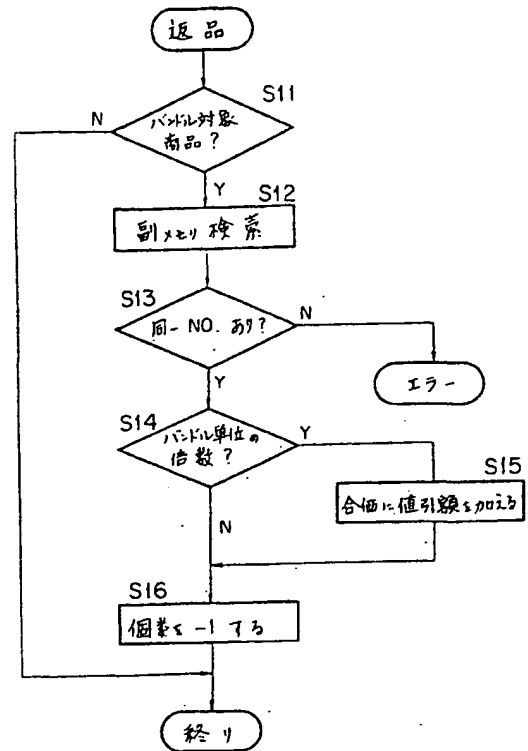 返品
S11
N
バンドル対象
商品？
Y
S12
副メモリ検索
S13
同一NO.あり？
N
Y
エラー
S14
バンドル単位の
倍数？
Y
S15
合価に値引額を加える
N
S16
個数を-1する
終り